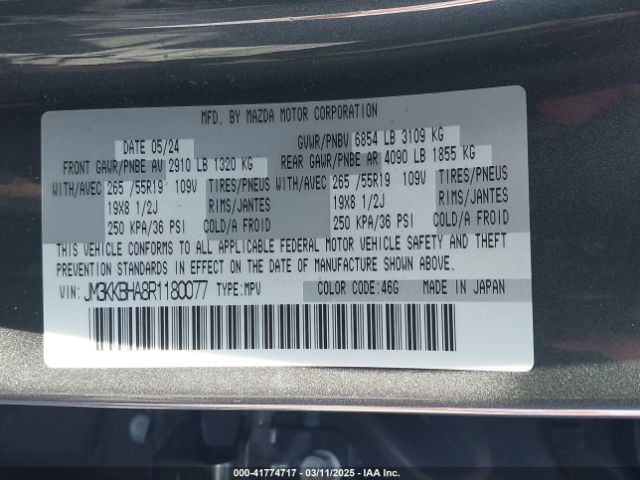 MFD. BY MAZDA MOTOR CORPORATION
DATE 05/24 GVWR/PNBV 6854 LB 3109 KG
FRONT GAWR/PNBE AV 2910 LB 1320 KG REAR GAWR/PNBE AR 4090 LB 1855 KG
WITH/AVEC 265 /55R19 109V TIRES/PNEUS WITH/AVEC 265 /55R19 109V TIRES/PNEUS
19X8 1/2J RIMS/JANTES 19X8 1/2J RIMS/JANTES
250 KPA/36 PSI COLD/A FROID 250 KPA/36 PSI COLD/A FROID
THIS VEHICLE CONFORMS TO ALL APPLICABLE FEDERAL MOTOR VEHICLE SAFETY AND THEFT
PREVENTION STANDARDS IN EFFECT ON THE DATE OF MANUFACTURE SHOWN ABOVE.
VIN: JM3KKBHA8R1180077 TYPE:MPV COLOR CODE:46G MADE IN JAPAN
000-41774717 - 03/11/2025 - IAA Inc.